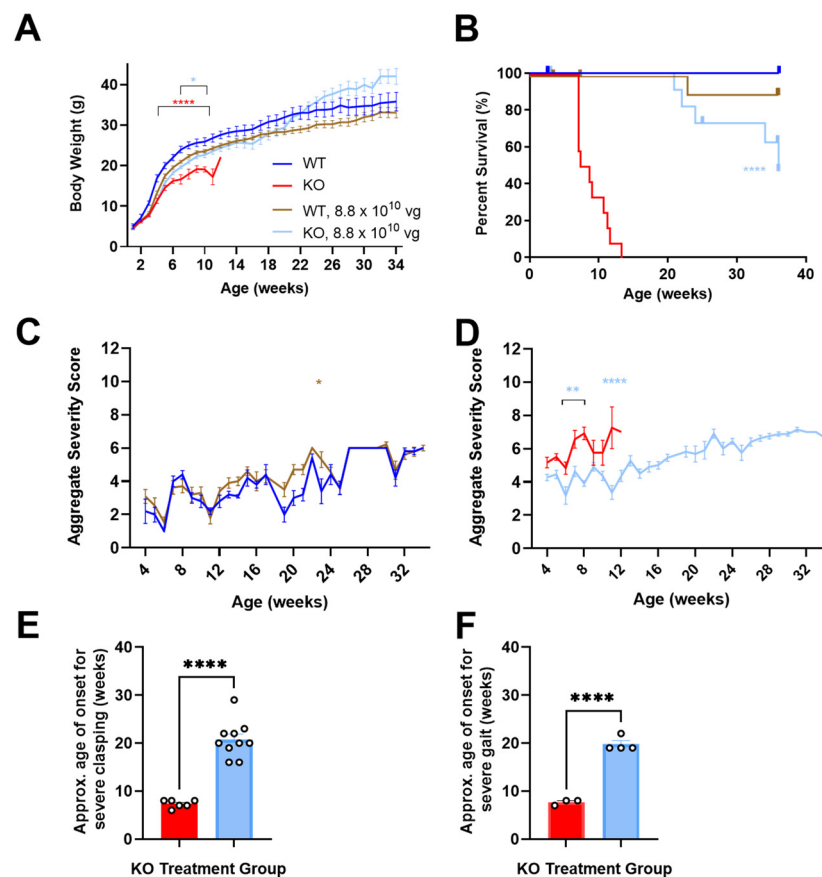 A
Body Weight (g)
40
30
20
10
0
*
****
WT
KO
WT, 8.8 x 10¹⁰ vg
KO, 8.8 x 10¹⁰ vg
2 6 10 14 18 22 26 30 34
Age (weeks)
B
Percent Survival (%)
100
80
60
40
20
0
****
0 10 20 30 40
Age (weeks)
C
Aggregate Severity Score
12
10
8
6
4
2
0
*
4 8 12 16 20 24 28 32
Age (weeks)
D
Aggregate Severity Score
12
10
8
6
4
2
0
**
****
4 8 12 16 20 24 28 32
Age (weeks)
E
Approx. age of onset for
severe clasping (weeks)
40
30
20
10
0
****
KO Treatment Group
F
Approx. age of onset for
severe gait (weeks)
40
30
20
10
0
****
KO Treatment Group